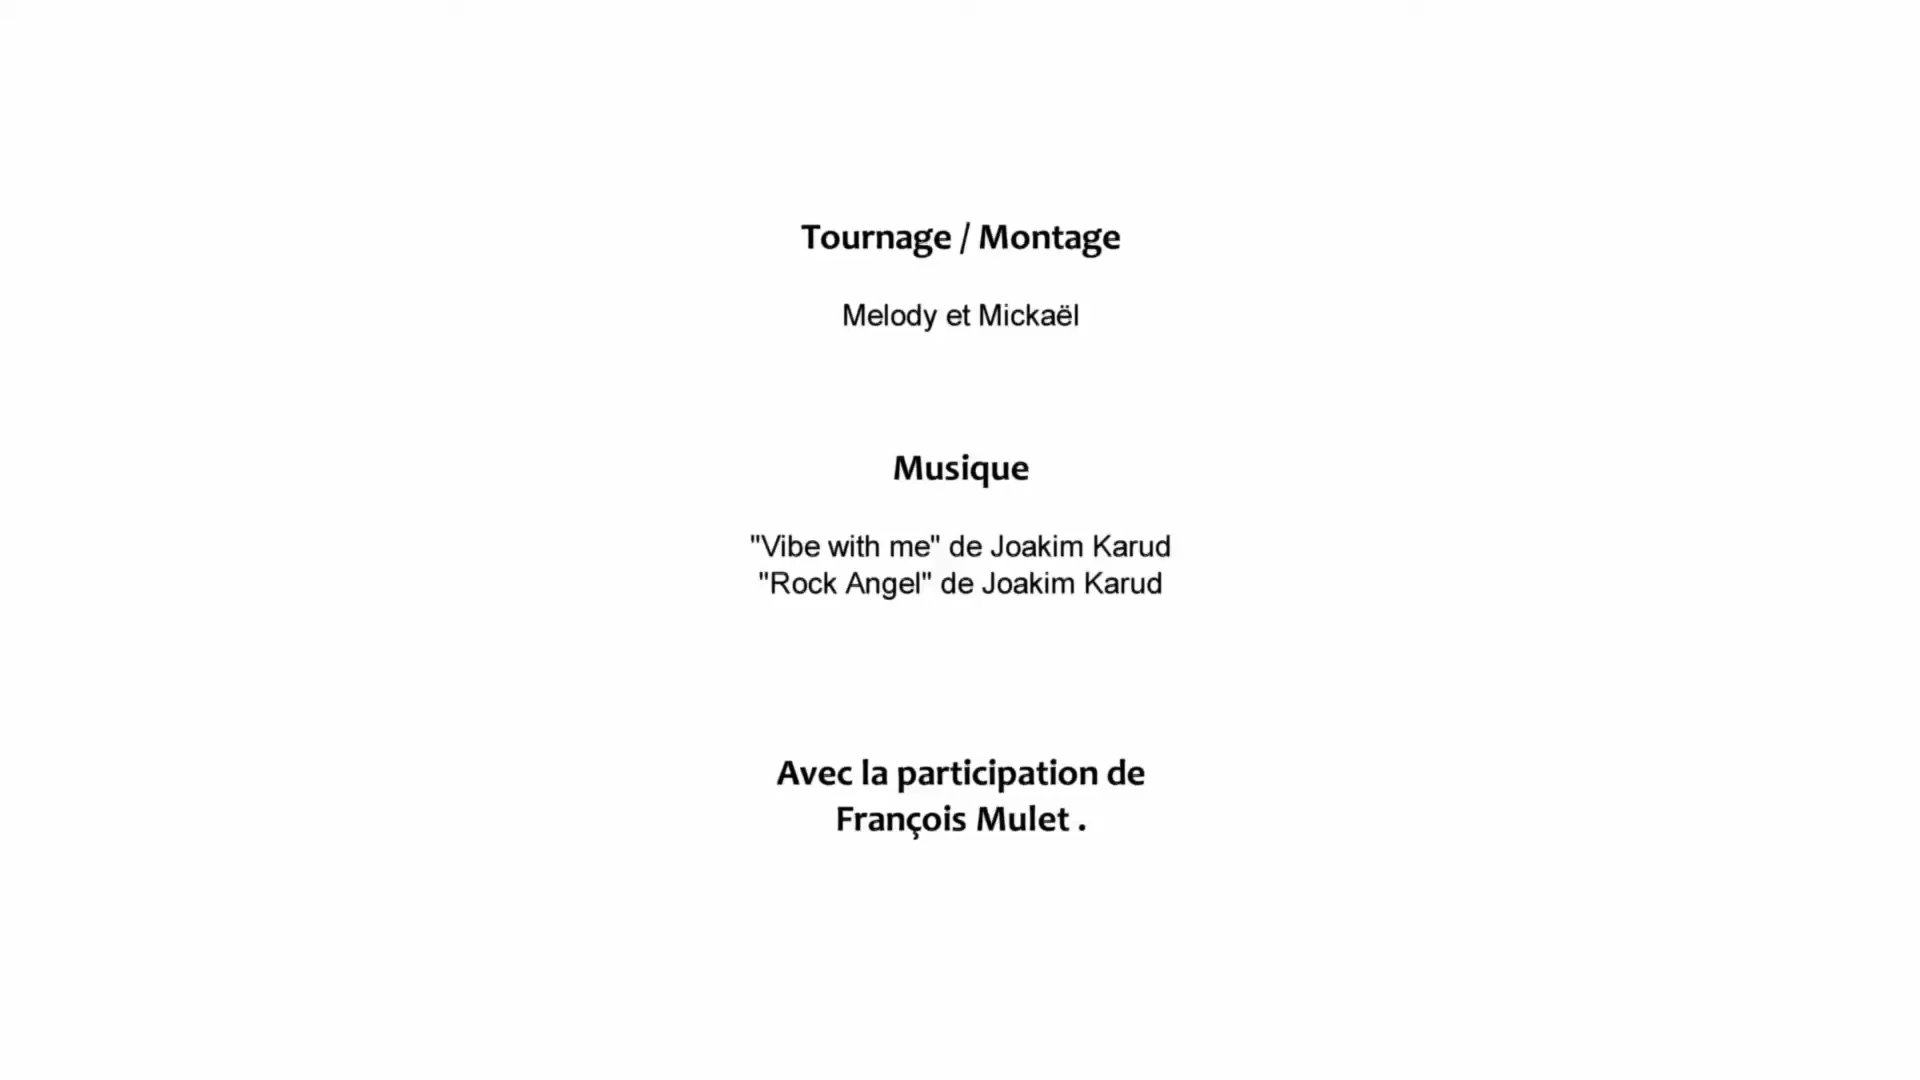 Tournage / Montage
Melody et Mickaël
Musique
"Vibe with me" de Joakim Karud
"Rock Angel" de Joakim Karud
Avec la participation de
François Mulet .